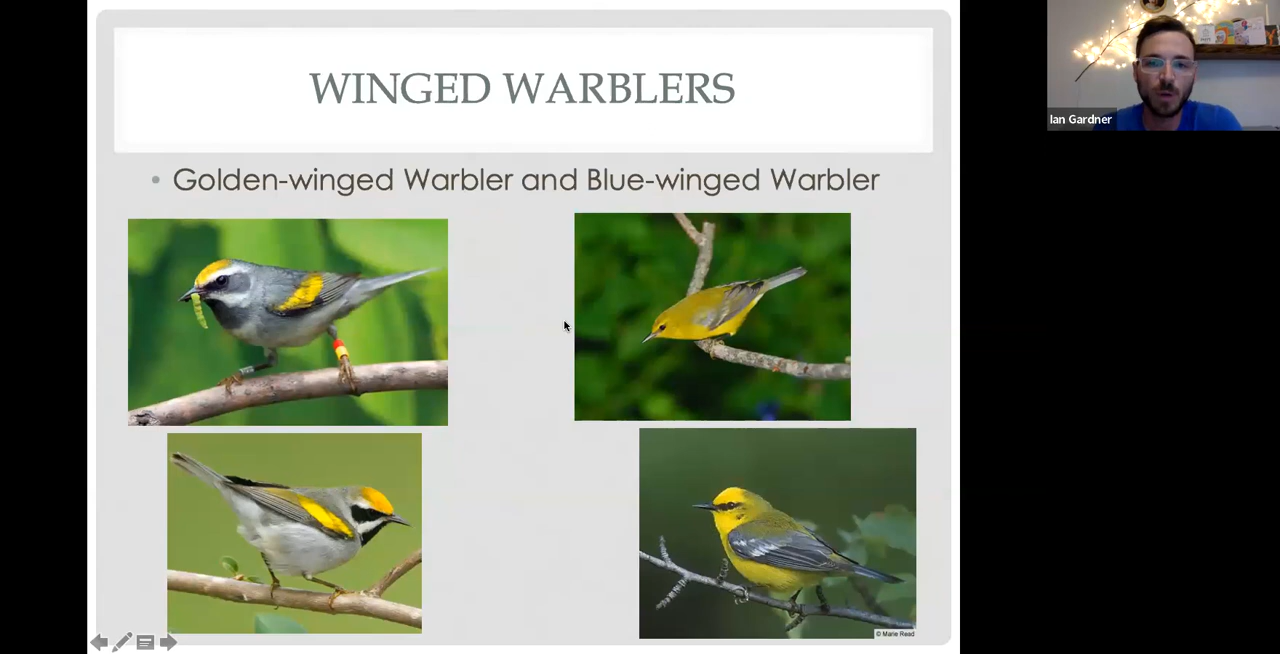 WINGED WARBLERS
• Golden-winged Warbler and Blue-winged Warbler
Ian Gardner
© Marie Read